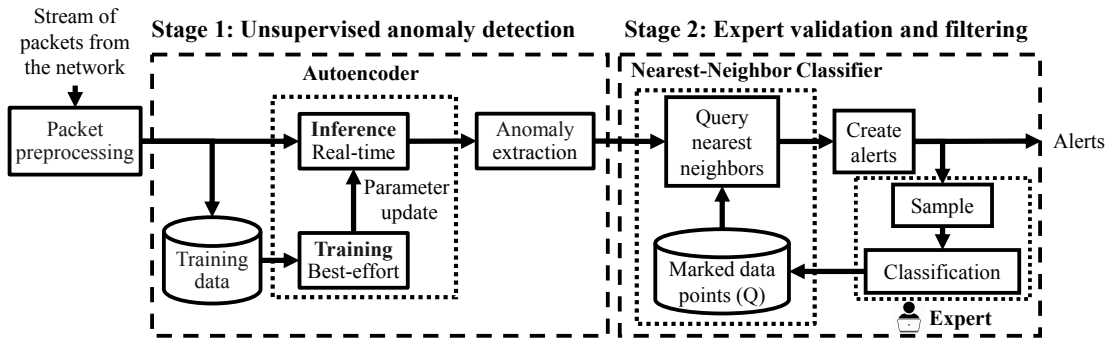 Stream of
packets from
the network
Packet
preprocessing
Stage 1: Unsupervised anomaly detection
Autoencoder
Inference
Real-time
Parameter
update
Training
data
Training
Best-effort
Anomaly
extraction
Stage 2: Expert validation and filtering
Nearest-Neighbor Classifier
Query
nearest
neighbors
Marked data
points (Q)
Create
alerts
Alerts
Sample
Classification
Expert